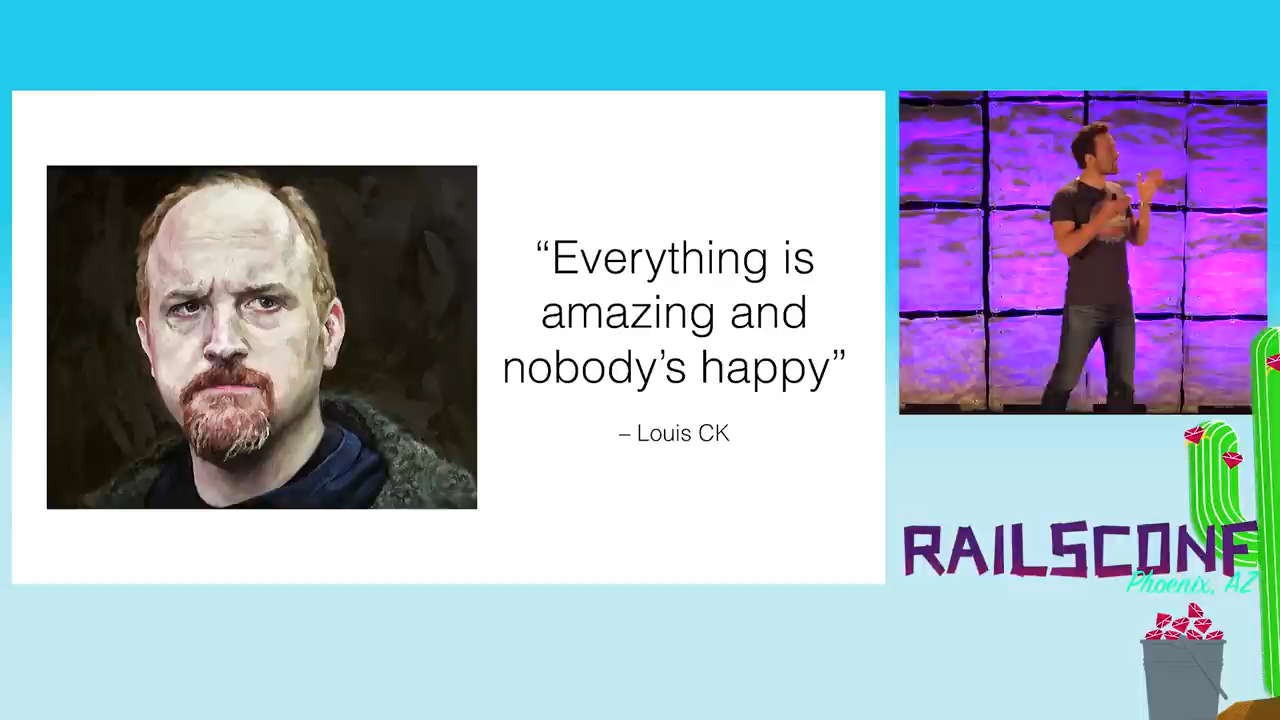 “Everything is
amazing and
nobody’s happy”
– Louis CK
RAILSCONF
Phoenix, AZ